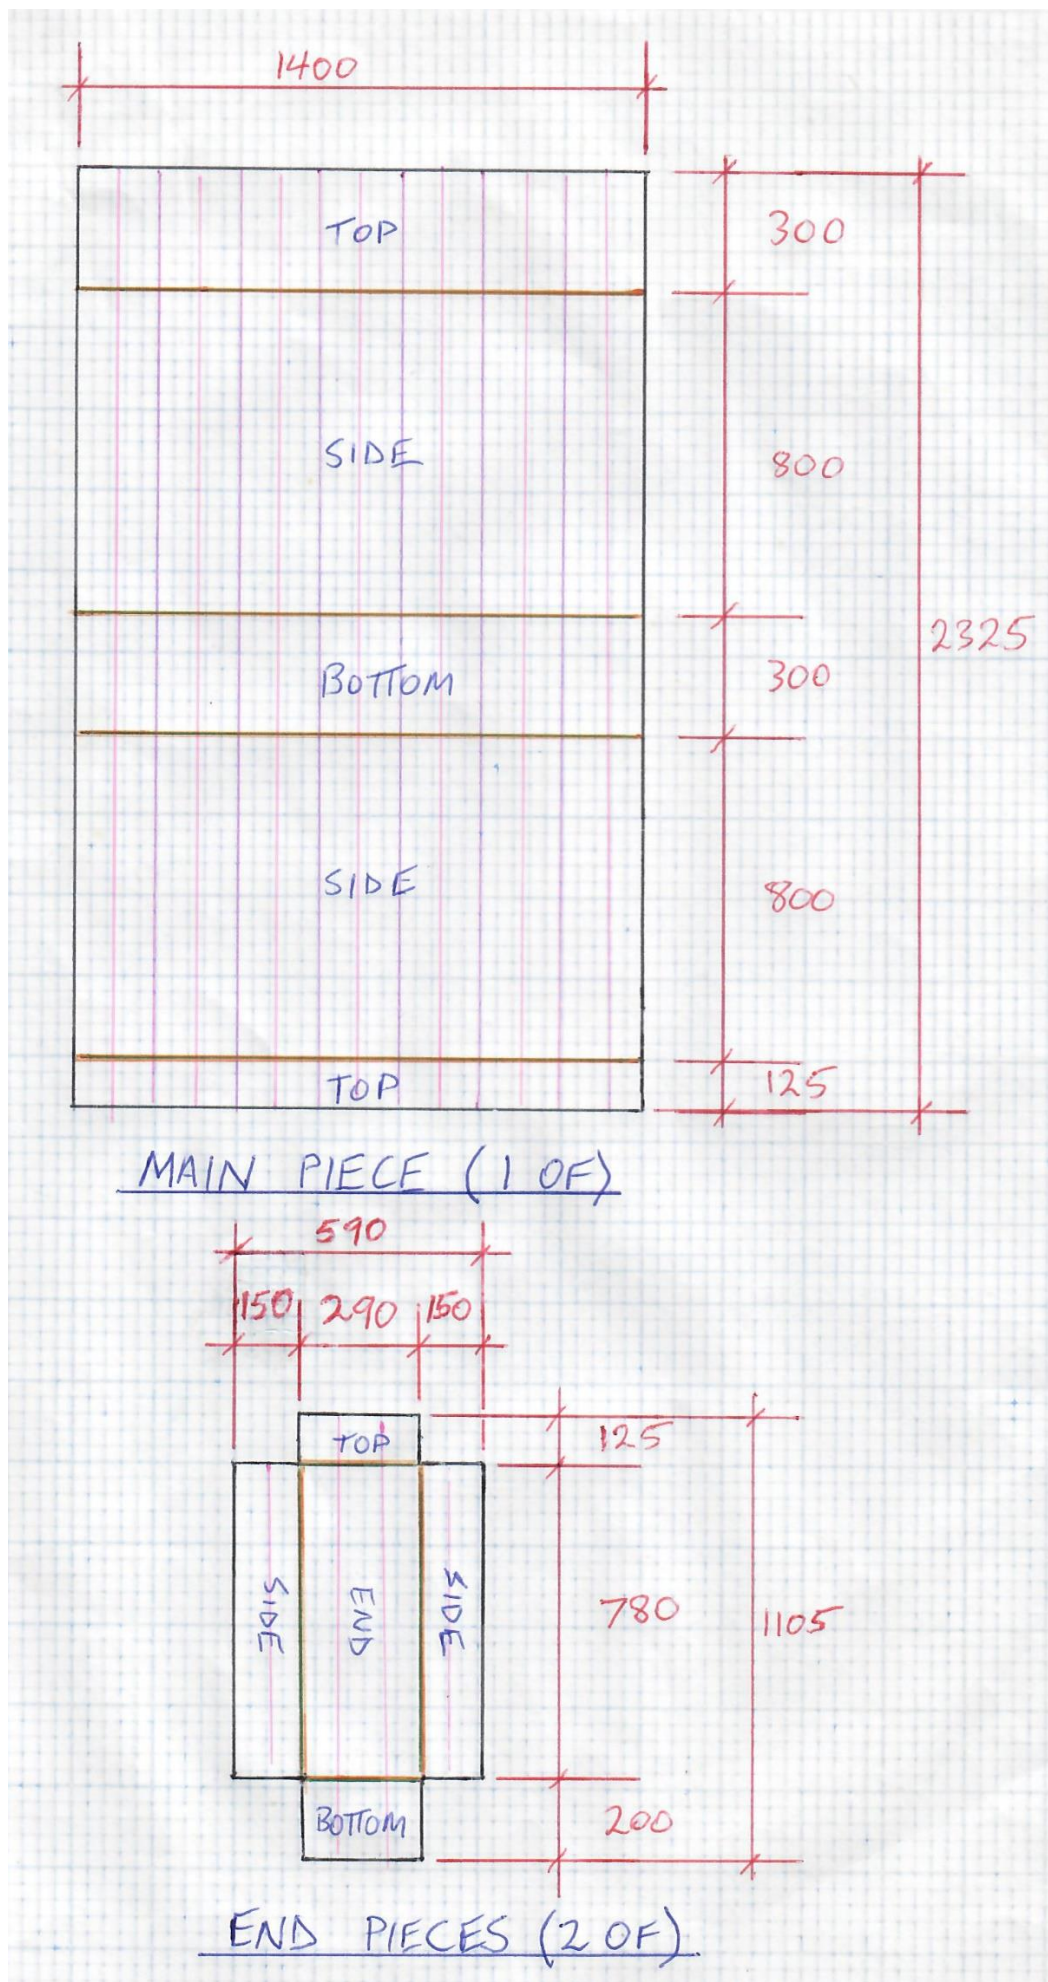 1400
TOP
300
SIDE
800
2325
BOTTOM
300
SIDE
800
TOP
125
MAIN PIECE (1 OF)
590
150 290 150
TOP
125
SIDE
END
SIDE
780
1105
BOTTOM
200
END PIECES (2 OF)